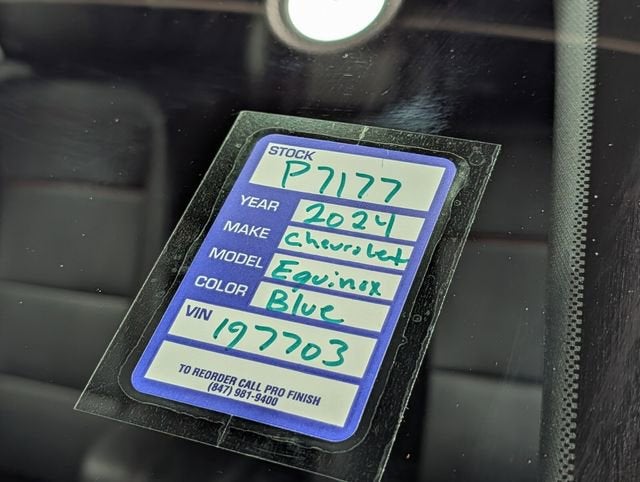 STOCK
P7177
YEAR 2024
MAKE Chevrolet
MODEL Equinox
COLOR Blue
VIN 197703
TO REORDER CALL PRO FINISH
(847) 981-9400